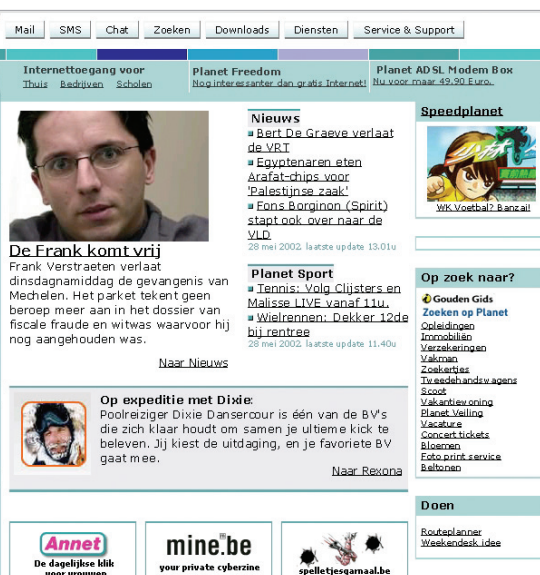 Mail SMS Chat Zoeken Downloads Diensten Service & Support
Internettoegang voor
Thuis Bedrijven Scholen
Planet Freedom
Nog interessanter dan gratis Internet!
Planet ADSL Modem Box
Nu voor maar 49.90 Euro.
De Frank komt vrij
Frank Verstraeten verlaat
dinsdagnamiddag de gevangenis van
Mechelen. Het parket tekent geen
beroep meer aan in het dossier van
fiscale fraude en witwas waarvoor hij
nog aangehouden was.
Naar Nieuws
Nieuws
Bert De Graeve verlaat
de VRT
Egyptenaren eten
Arafat-chips voor
'Palestijnse zaak'
Fons Borginon (Spirit)
stapt ook over naar de
VLD
28 mei 2002 laatste update 13.01u
Planet Sport
Tennis: Volg Clijsters en
Malisse LIVE vanaf 11u.
Wielrennen: Dekker 12de
bij rentree
28 mei 2002 laatste update 11.40u
Op expeditie met Dixie:
Poolreiziger Dixie Dansercour is één van de BV's
die zich klaar houdt om samen je ultieme kick te
beleven. Jij kiest de uitdaging, en je favoriete BV
gaat mee.
Naar Rexona
Annet
De dagelijkse klik
voor vrouwen
mine.be
your private cyberzine
spelletjesgarnaal.be
Speedplanet
WK Voetbal? Banzai!
Op zoek naar?
Gouden Gids
Zoeken op Planet
Opleidingen
Immobiliën
Verzekeringen
Vakman
Zoekertjes
Tweedehandswagens
Scoot
Vakantiewoning
Planet Veiling
Vacature
Concert tickets
Bloemen
Foto print service
Beltonen
Doen
Routeplanner
Weekendesk idee